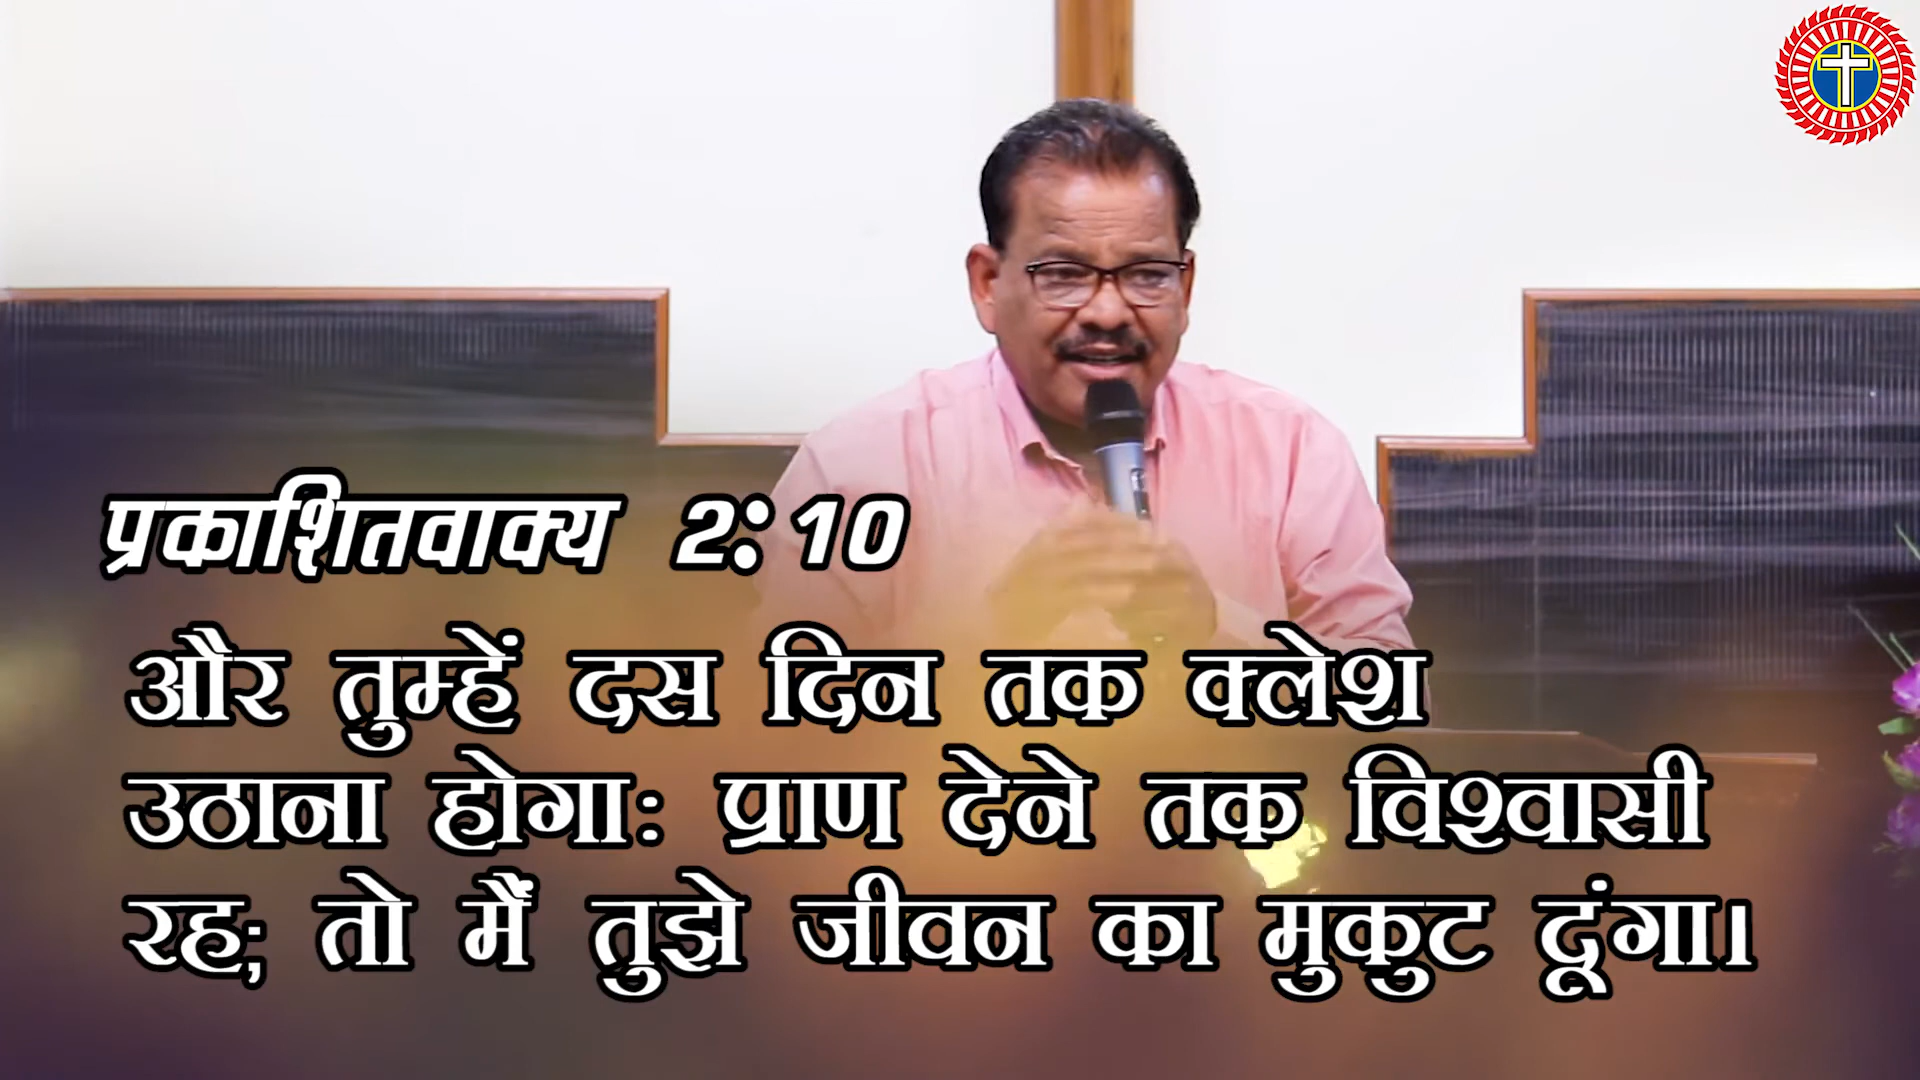 प्रकाशितवाक्य 2:10
और तुम्हें दस दिन तक क्लेश
उठाना होगाः प्राण देने तक विश्वासी
रह; तो मैं तुझे जीवन का मुकुट दूंगा।